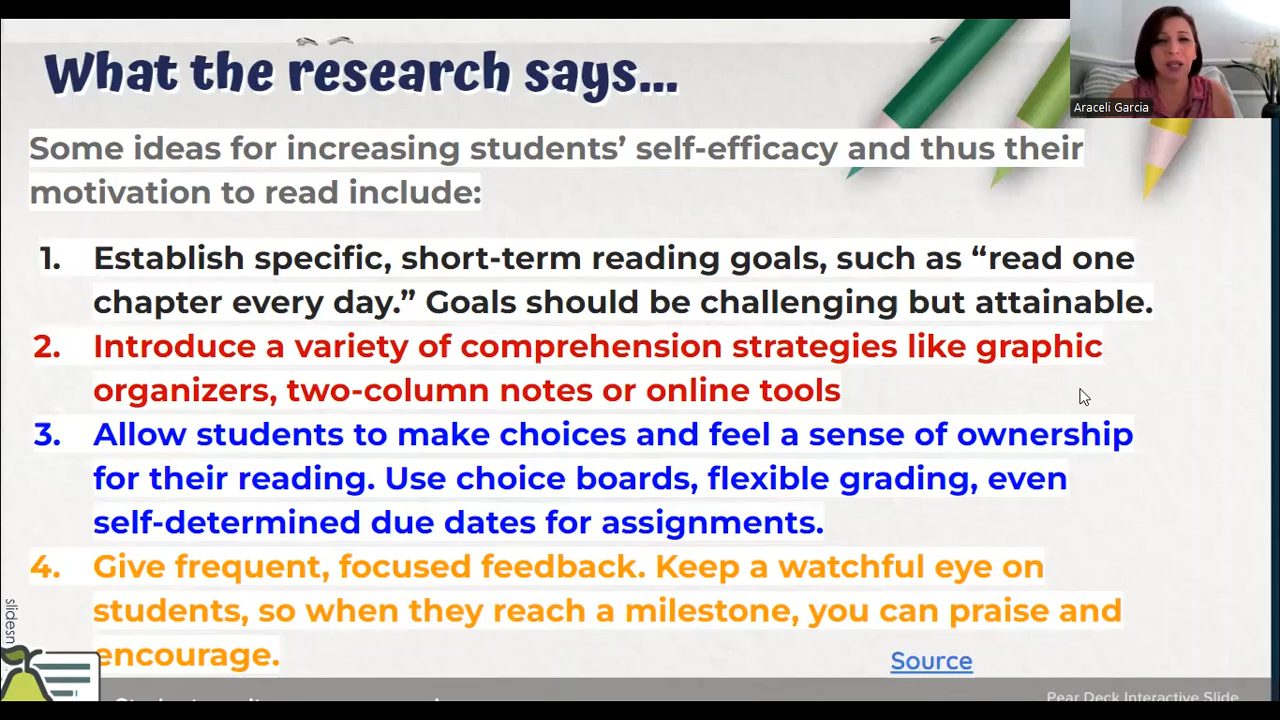 What the research says...
Araceli Garcia
Some ideas for increasing students’ self-efficacy and thus their
motivation to read include:
1. Establish specific, short-term reading goals, such as “read one
chapter every day.” Goals should be challenging but attainable.
2. Introduce a variety of comprehension strategies like graphic
organizers, two-column notes or online tools
3. Allow students to make choices and feel a sense of ownership
for their reading. Use choice boards, flexible grading, even
self-determined due dates for assignments.
4. Give frequent, focused feedback. Keep a watchful eye on
students, so when they reach a milestone, you can praise and
encourage.
Source
slidesn
Pear Deck Interactive Slide